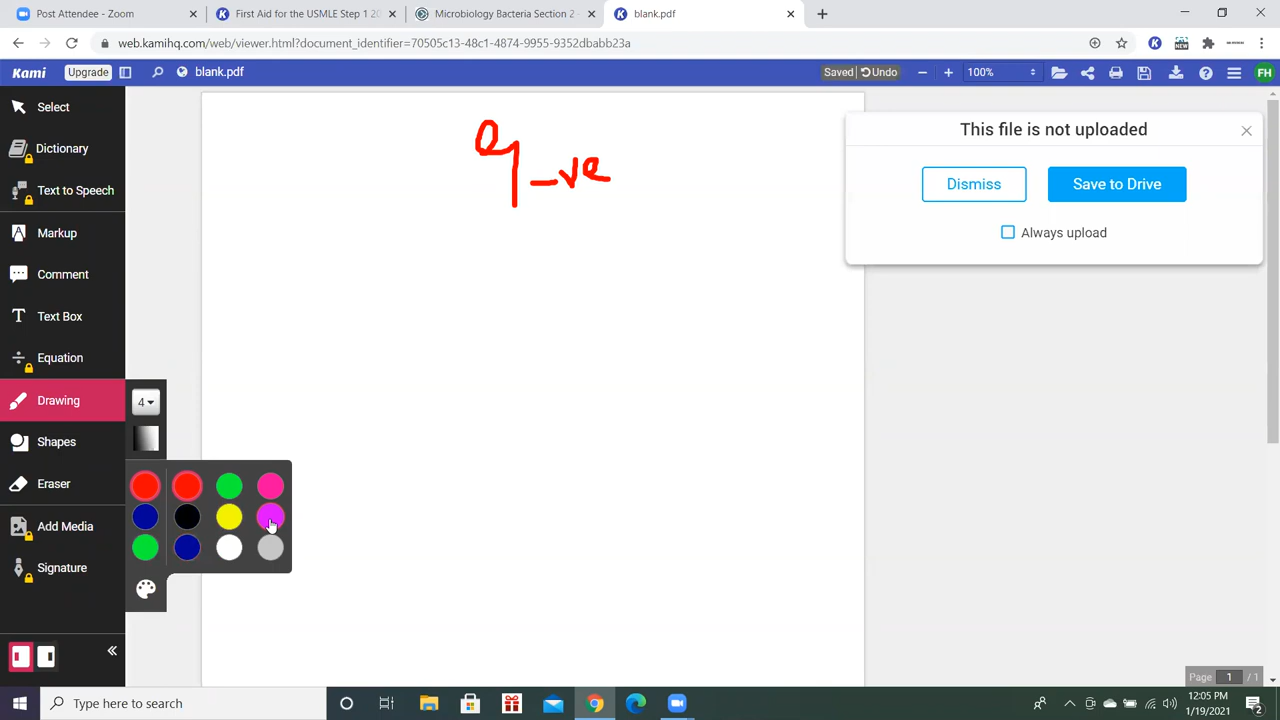 Post Attendee - Zoom
First Aid for the USMLE Step 1 20
Microbiology Bacteria Section 2 -
blank.pdf
web.kamihq.com/web/viewer.html?document_identifier=70505c13-48c1-4874-9955-9352dbabb23a
NEW
Kami
Upgrade
blank.pdf
Saved
Undo
100%
FH
Select
Dictionary
Text to Speech
Markup
Comment
Text Box
Equation
Drawing
Shapes
Eraser
Add Media
Signature
4
-ve
This file is not uploaded
Dismiss
Save to Drive
Always upload
Page 1 / 1
Type here to search
12:05 PM
1/19/2021
2